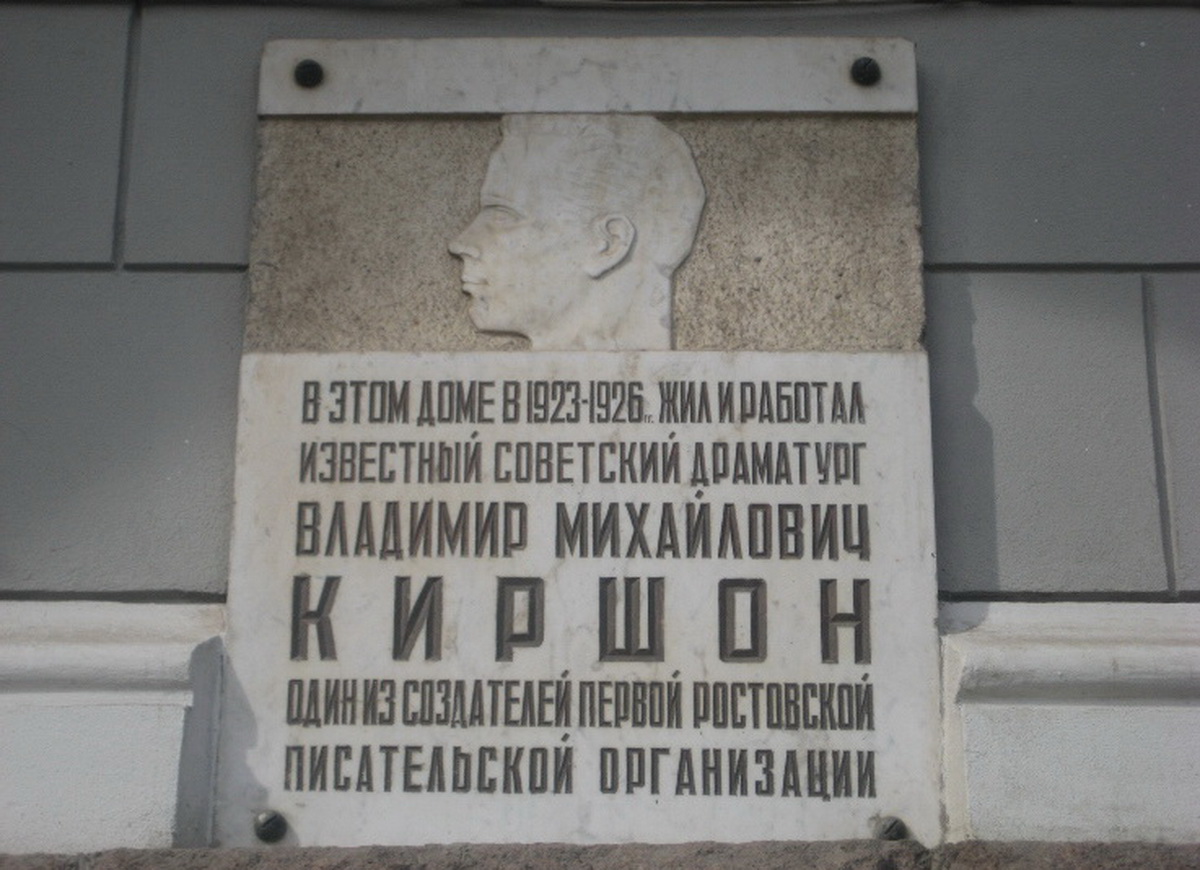 В ЭТОМ ДОМЕ В 1923-1926 гг. ЖИЛ И РАБОТАЛ
ИЗВЕСТНЫЙ СОВЕТСКИЙ ДРАМАТУРГ
ВЛАДИМИР МИХАЙЛОВИЧ
КИРШОН
ОДИН ИЗ СОЗДАТЕЛЕЙ ПЕРВОЙ РОСТОВСКОЙ
ПИСАТЕЛЬСКОЙ ОРГАНИЗАЦИИ